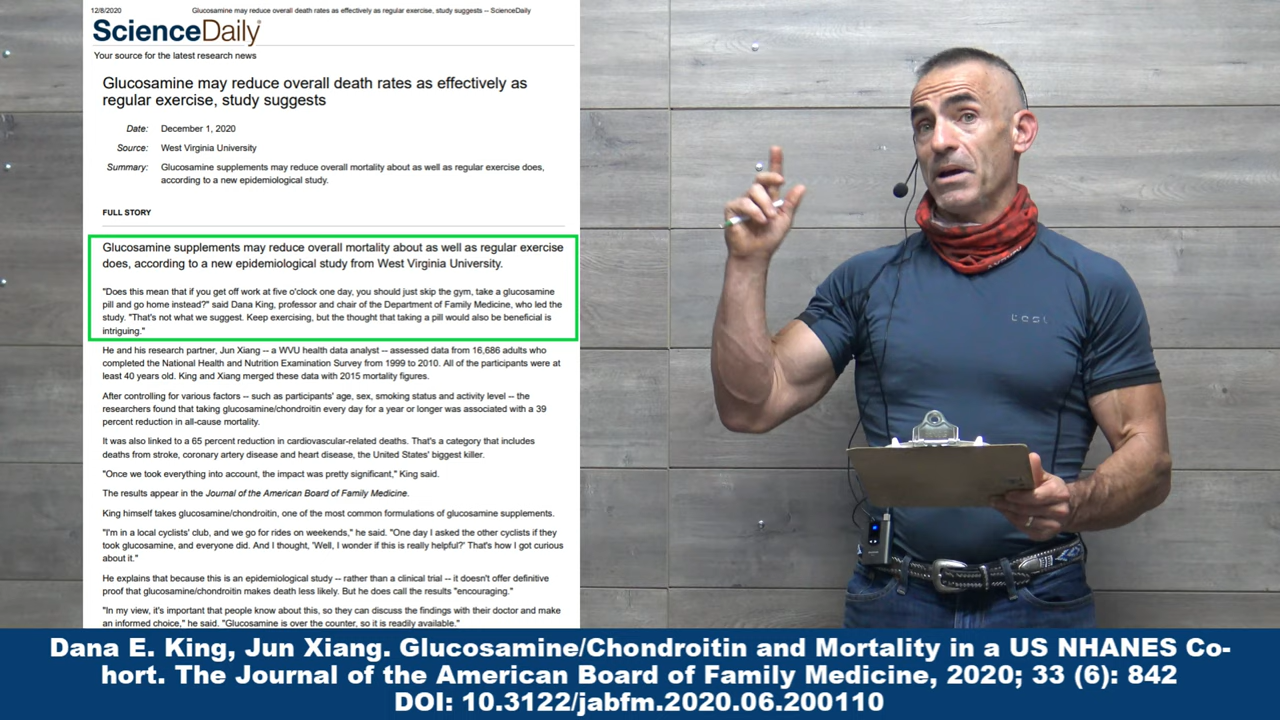 12/8/2020
Glucosamine may reduce overall death rates as effectively as regular exercise, study suggests -- ScienceDaily
ScienceDaily
Your source for the latest research news
Glucosamine may reduce overall death rates as effectively as
regular exercise, study suggests
Date: December 1, 2020
Source: West Virginia University
Summary: Glucosamine supplements may reduce overall mortality about as well as regular exercise does,
according to a new epidemiological study.
FULL STORY
Glucosamine supplements may reduce overall mortality about as well as regular exercise
does, according to a new epidemiological study from West Virginia University.
"Does this mean that if you get off work at five o'clock one day, you should just skip the gym, take a glucosamine
pill and go home instead?" said Dana King, professor and chair of the Department of Family Medicine, who led the
study. "That's not what we suggest. Keep exercising, but the thought that taking a pill would also be beneficial is
intriguing."
He and his research partner, Jun Xiang -- a WVU health data analyst -- assessed data from 16,686 adults who
completed the National Health and Nutrition Examination Survey from 1999 to 2010. All of the participants were at
least 40 years old. King and Xiang merged these data with 2015 mortality figures.
After controlling for various factors -- such as participants' age, sex, smoking status and activity level -- the
researchers found that taking glucosamine/chondroitin every day for a year or longer was associated with a 39
percent reduction in all-cause mortality.
It was also linked to a 65 percent reduction in cardiovascular-related deaths. That's a category that includes
deaths from stroke, coronary artery disease and heart disease, the United States' biggest killer.
"Once we took everything into account, the impact was pretty significant," King said.
The results appear in the Journal of the American Board of Family Medicine.
King himself takes glucosamine/chondroitin, one of the most common formulations of glucosamine supplements.
"I'm in a local cyclists' club, and we go for rides on weekends," he said. "One day I asked the other cyclists if they
took glucosamine, and everyone did. And I thought, 'Well, I wonder if this is really helpful?' That's how I got curious
about it."
He explains that because this is an epidemiological study -- rather than a clinical trial -- it doesn't offer definitive
proof that glucosamine/chondroitin makes death less likely. But he does call the results "encouraging."
"In my view, it's important that people know about this, so they can discuss the findings with their doctor and make
an informed choice," he said. "Glucosamine is over the counter, so it is readily available."
Dana E. King, Jun Xiang. Glucosamine/Chondroitin and Mortality in a US NHANES Co-
hort. The Journal of the American Board of Family Medicine, 2020; 33 (6): 842
DOI: 10.3122/jabfm.2020.06.200110